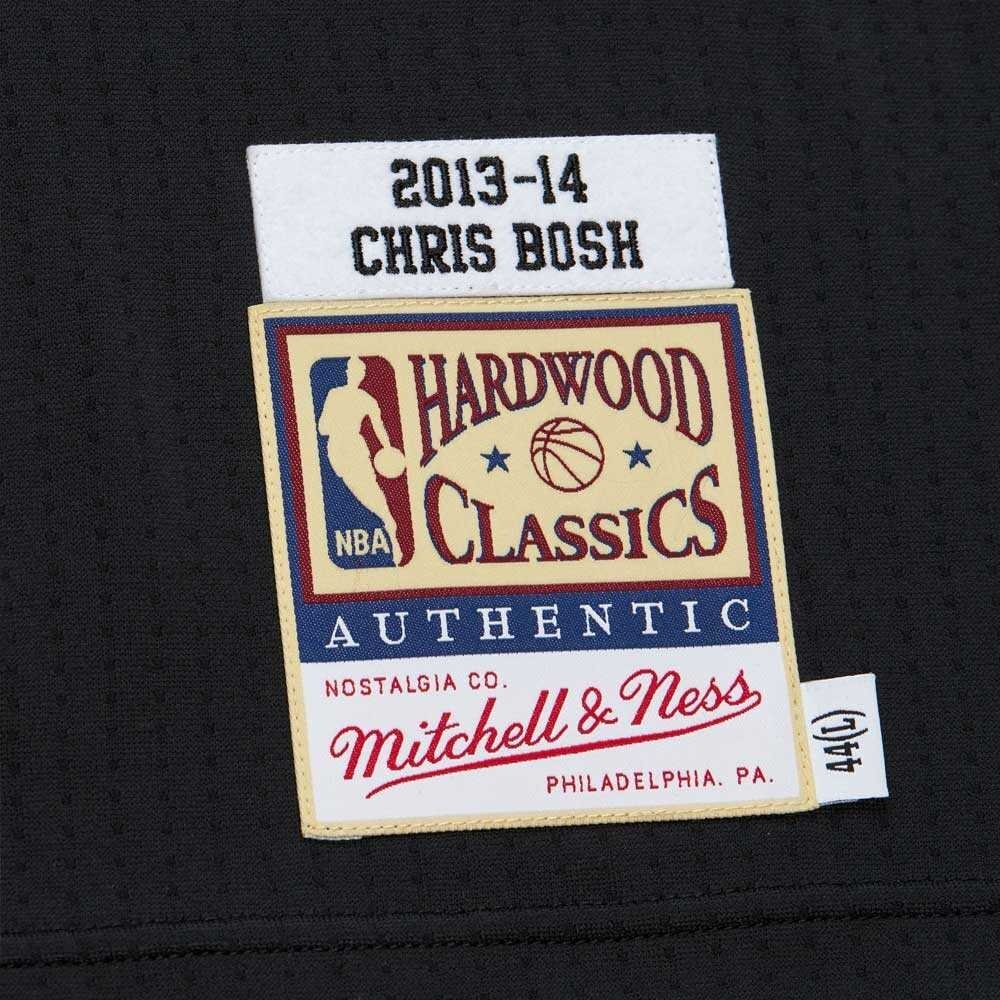 2013-14
CHRIS BOSH
HARDWOOD
CLASSICS
NBA
AUTHENTIC
NOSTALGIA CO.
Mitchell & Ness
PHILADELPHIA. PA.
44(L)